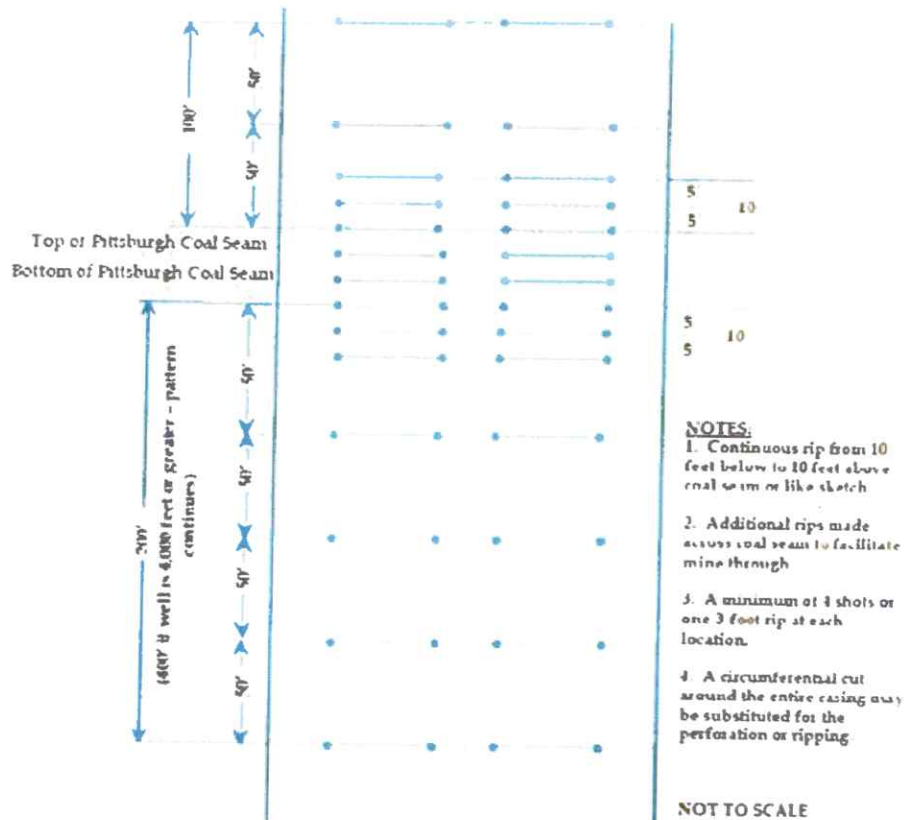 100'
50'
50'
5
10
5
Top of Pittsburgh Coal Seam
Bottom of Pittsburgh Coal Seam
5
10
5
200'
(400' if well is 4,000 feet or greater – pattern
continues)
50'
50'
50'
50'
NOTES:
1. Continuous rip from 10
feet below to 10 feet above
coal seam or like sketch
2. Additional rips made
across coal seam to facilitate
mine through
3. A minimum of 4 shots or
one 3 foot rip at each
location.
4. A circumferential cut
around the entire casing may
be substituted for the
perforation or ripping
NOT TO SCALE